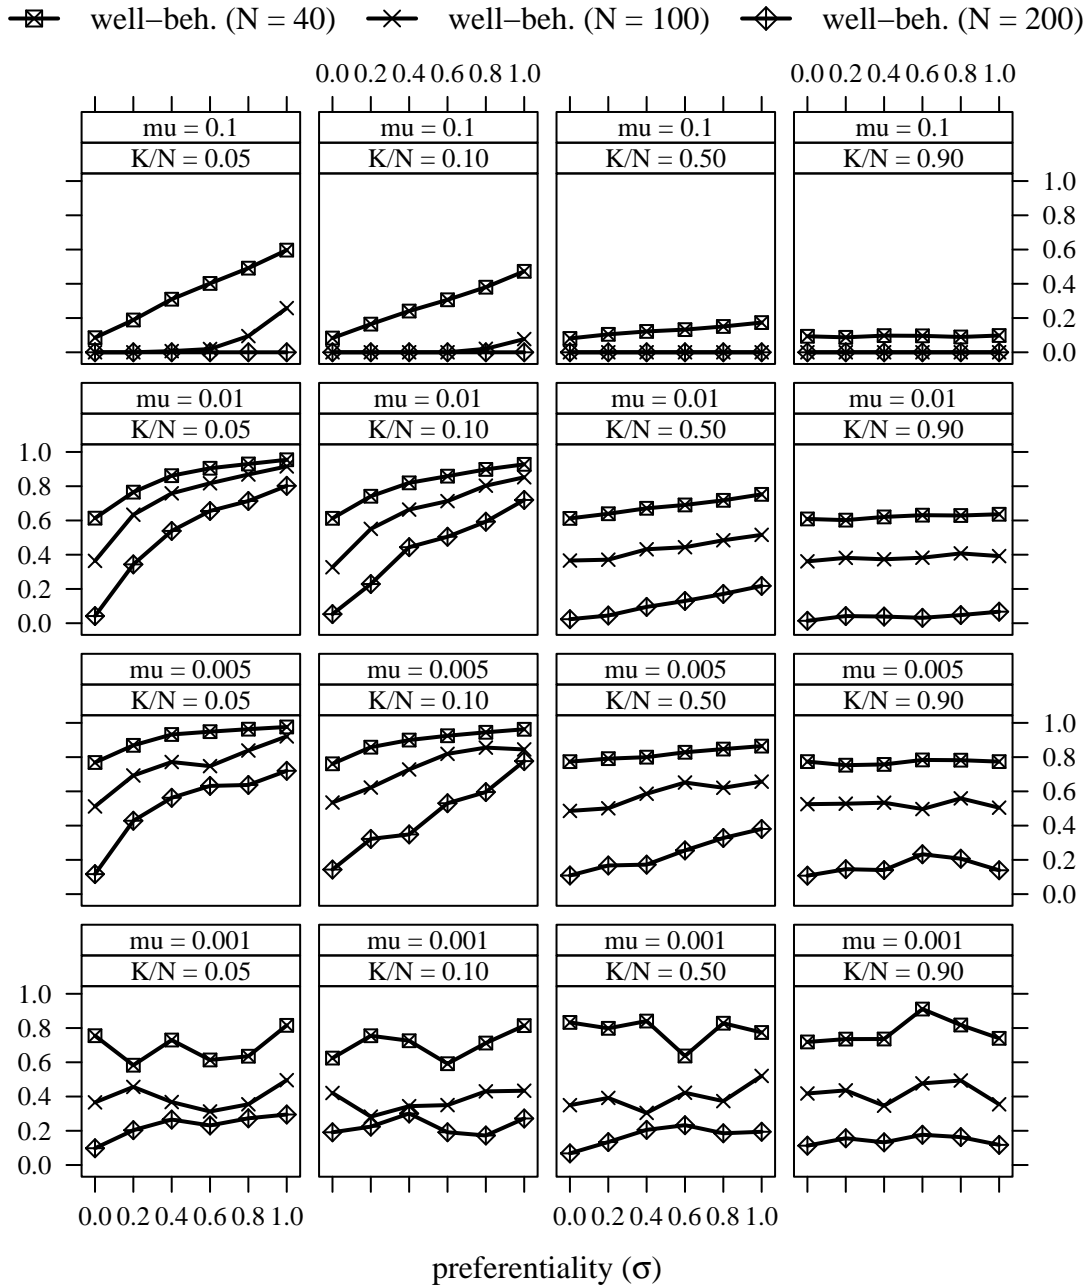 well−beh. (N = 40) well−beh. (N = 100) well−beh. (N = 200)
0.0 0.2 0.4 0.6 0.8 1.0 0.0 0.2 0.4 0.6 0.8 1.0
mu = 0.1 mu = 0.1 mu = 0.1 mu = 0.1
K/N = 0.05 K/N = 0.10 K/N = 0.50 K/N = 0.90
1.0
0.8
0.6
0.4
0.2
0.0
mu = 0.01 mu = 0.01 mu = 0.01 mu = 0.01
K/N = 0.05 K/N = 0.10 K/N = 0.50 K/N = 0.90
1.0
0.8
0.6
0.4
0.2
0.0
mu = 0.005 mu = 0.005 mu = 0.005 mu = 0.005
K/N = 0.05 K/N = 0.10 K/N = 0.50 K/N = 0.90
1.0
0.8
0.6
0.4
0.2
0.0
mu = 0.001 mu = 0.001 mu = 0.001 mu = 0.001
K/N = 0.05 K/N = 0.10 K/N = 0.50 K/N = 0.90
1.0
0.8
0.6
0.4
0.2
0.0
0.0 0.2 0.4 0.6 0.8 1.0 0.0 0.2 0.4 0.6 0.8 1.0
preferentiality (σ)